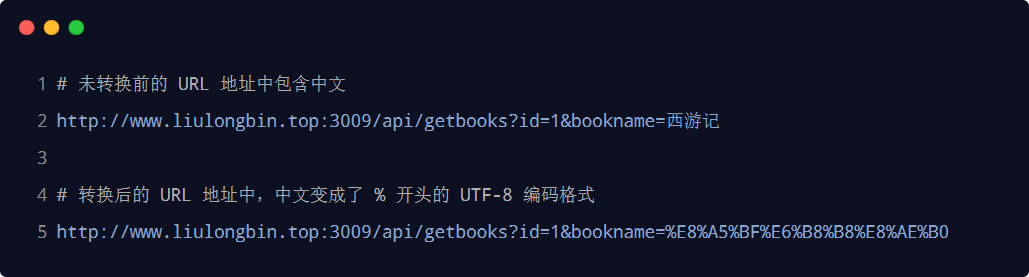 1 # 未转换前的 URL 地址中包含中文
2 http://www.liulongbin.top:3009/api/getbooks?id=1&bookname=西游记
3
4 # 转换后的 URL 地址中，中文变成了 % 开头的 UTF-8 编码格式
5 http://www.liulongbin.top:3009/api/getbooks?id=1&bookname=%E8%A5%BF%E6%B8%B8%E8%AE%B0